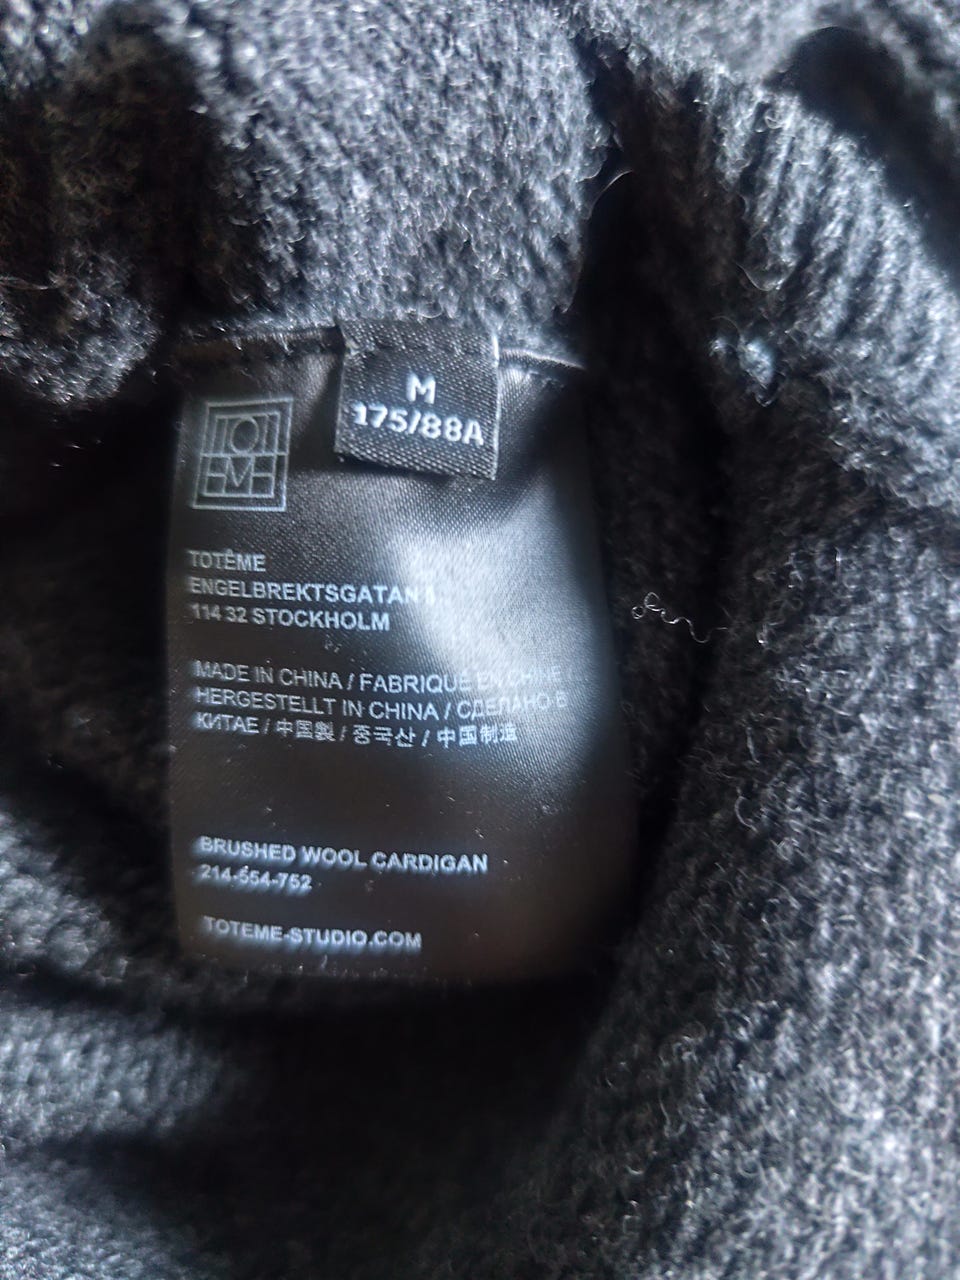 M
175/88A
TOTÊME
ENGELBREKTSGATAN
114 32 STOCKHOLM
MADE IN CHINA / FABRIQUÉ EN CHINE /
HERGESTELLT IN CHINA / СДЕЛАНО В
КИТАЕ / 中国製 / 중국산 / 中国制造
BRUSHED WOOL CARDIGAN
214-554-752
TOTEME-STUDIO.COM